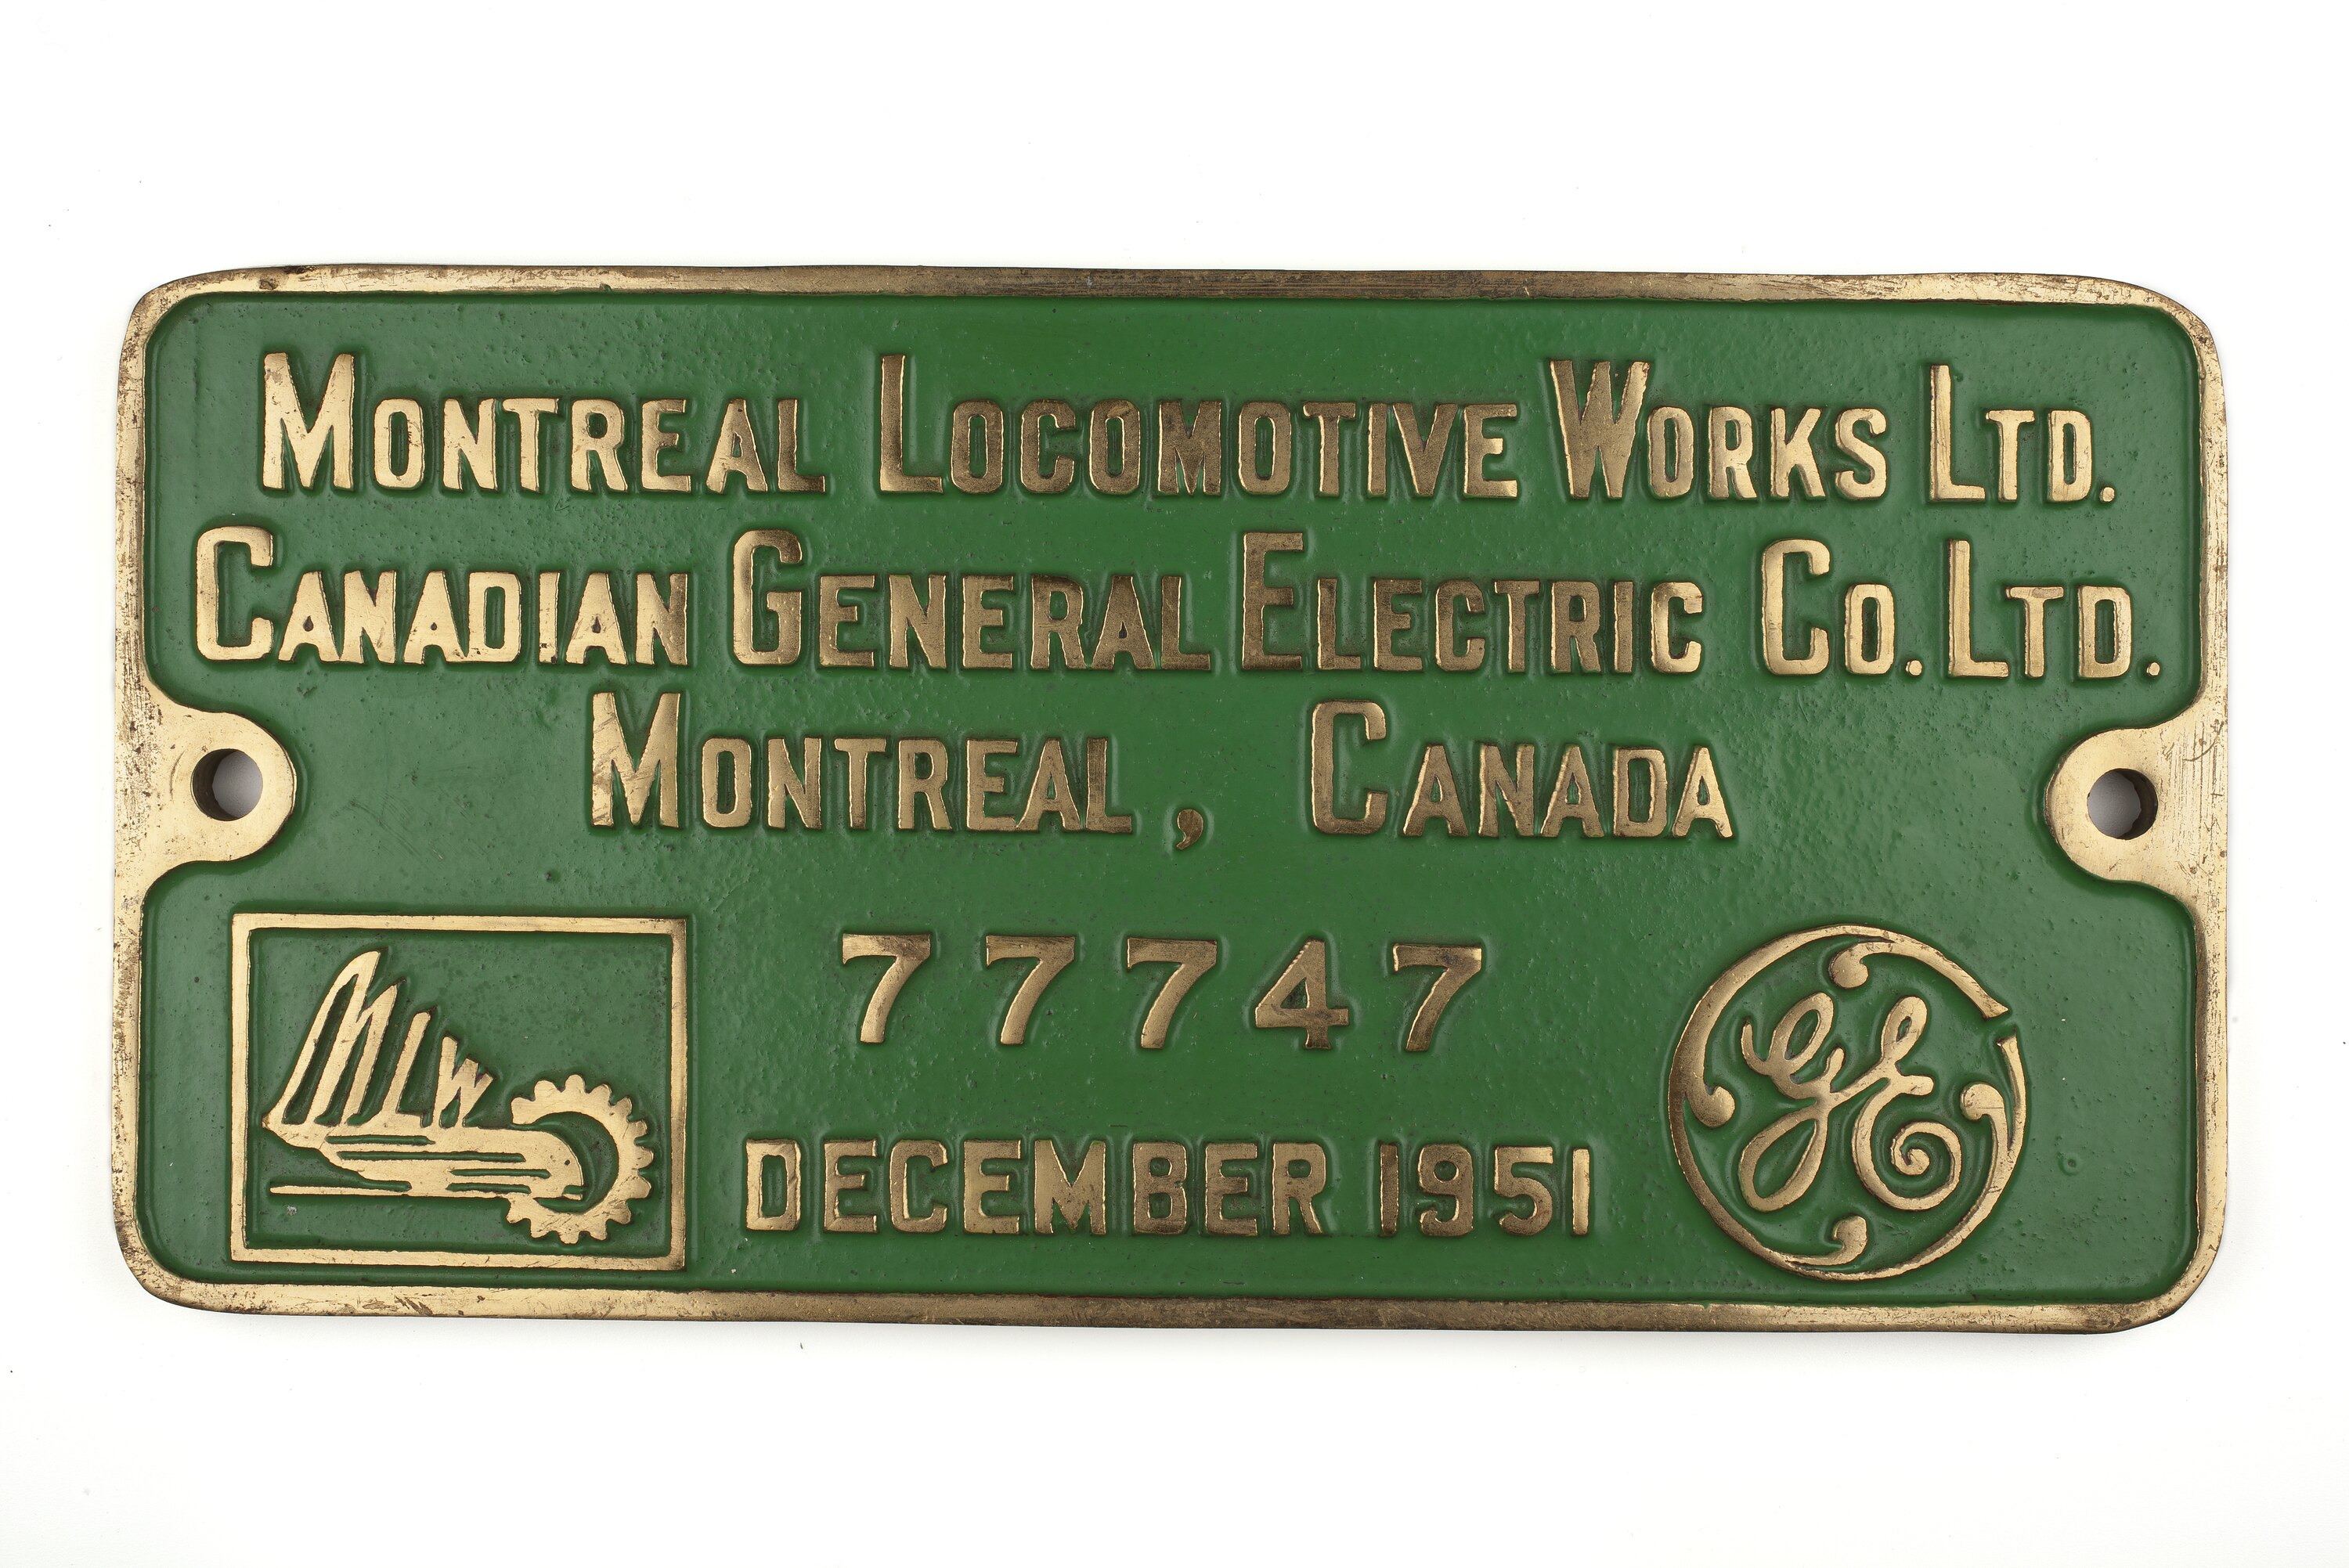 MONTREAL LOCOMOTIVE WORKS LTD.
CANADIAN GENERAL ELECTRIC CO. LTD.
MONTREAL, CANADA
77747
MLW
GE
DECEMBER 1951